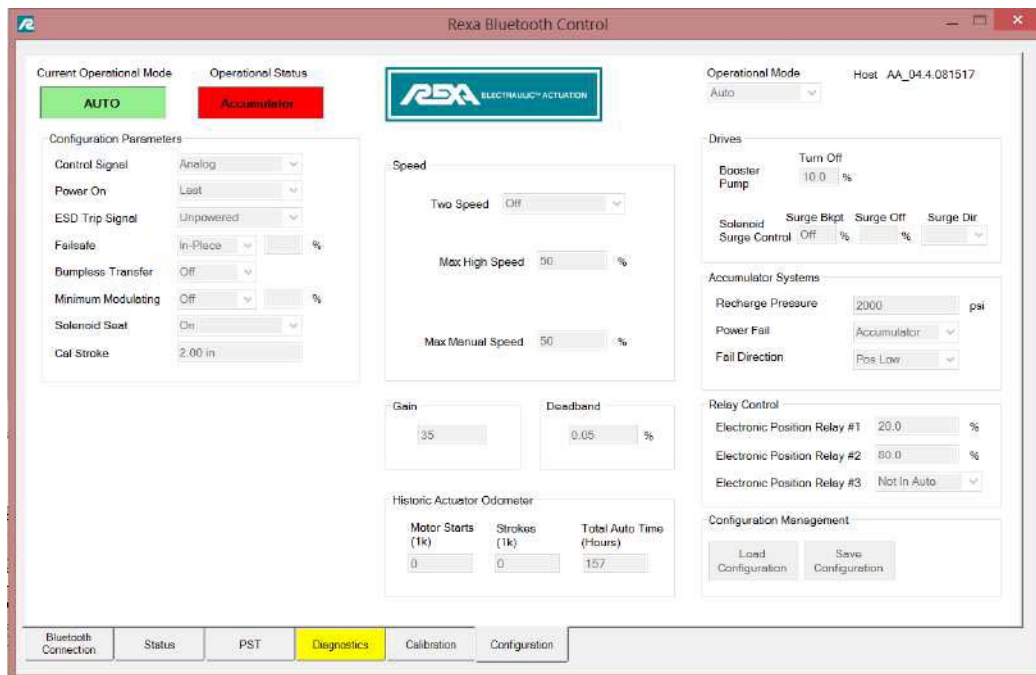 Rexa Bluetooth Control
Current Operational Mode
AUTO
Operational Status
Accumulator
REXA ELECTRAULIC™ ACTUATION
Operational Mode
Auto
Host AA_04.4.081517
Configuration Parameters
Control Signal Analog
Power On Last
ESD Trip Signal Unpowered
Failsafe In-Place %
Bumpless Transfer Off
Minimum Modulating Off %
Solenoid Seat On
Cal Stroke 2.00 in
Speed
Two Speed Off
Max High Speed 50 %
Max Manual Speed 50 %
Gain
35
Deadband
0.05 %
Historic Actuator Odometer
Motor Starts (1k)
0
Strokes (1k)
0
Total Auto Time (Hours)
157
Drives
Turn Off
Booster Pump 10.0 %
Surge Bkpt Surge Off Surge Dir
Solenoid Surge Control Off % %
Accumulator Systems
Recharge Pressure 2000 psi
Power Fail Accumulator
Fail Direction Pos Low
Relay Control
Electronic Position Relay #1 20.0 %
Electronic Position Relay #2 80.0 %
Electronic Position Relay #3 Not In Auto
Configuration Management
Load Configuration
Save Configuration
Bluetooth Connection
Status
PST
Diagnostics
Calibration
Configuration